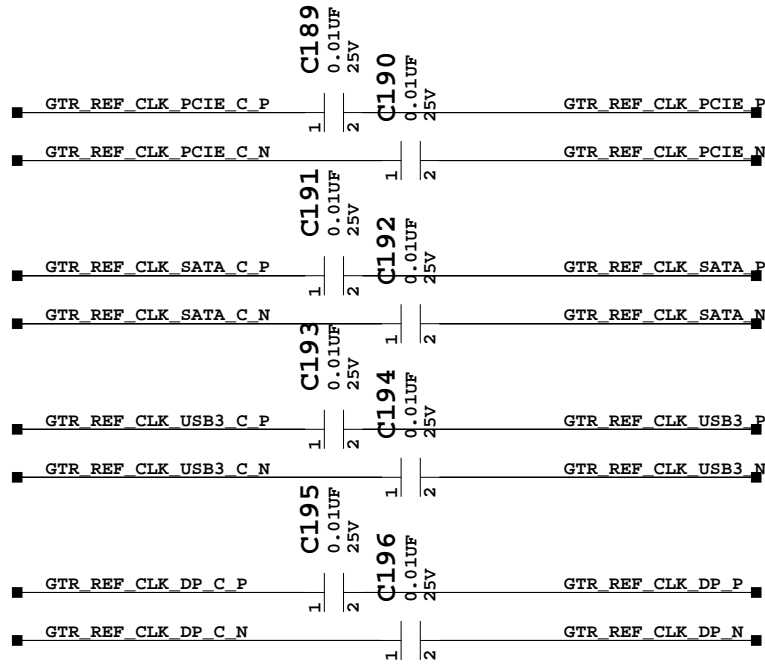 C189
0.01UF
25V
C190
0.01UF
25V
GTR_REF_CLK_PCIE_C_P
1
2
GTR_REF_CLK_PCIE_P
GTR_REF_CLK_PCIE_C_N
1
2
GTR_REF_CLK_PCIE_N
C191
0.01UF
25V
C192
0.01UF
25V
GTR_REF_CLK_SATA_C_P
1
2
GTR_REF_CLK_SATA_P
GTR_REF_CLK_SATA_C_N
1
2
GTR_REF_CLK_SATA_N
C193
0.01UF
25V
C194
0.01UF
25V
GTR_REF_CLK_USB3_C_P
1
2
GTR_REF_CLK_USB3_P
GTR_REF_CLK_USB3_C_N
1
2
GTR_REF_CLK_USB3_N
C195
0.01UF
25V
C196
0.01UF
25V
GTR_REF_CLK_DP_C_P
1
2
GTR_REF_CLK_DP_P
GTR_REF_CLK_DP_C_N
1
2
GTR_REF_CLK_DP_N